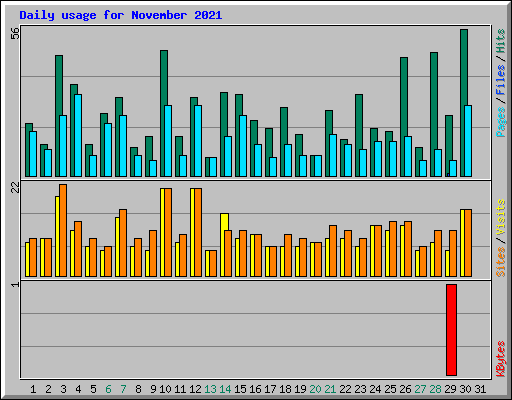 Daily usage for November 2021
56
22
1
Pages / Files / Hits
Sites / Visits
KBytes
1 2 3 4 5 6 7 8 9 10 11 12 13 14 15 16 17 18 19 20 21 22 23 24 25 26 27 28 29 30 31